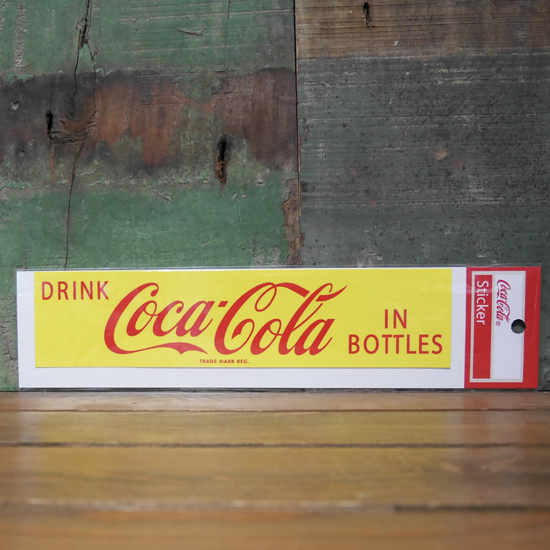 DRINK Coca-Cola IN BOTTLES
TRADE MARK REG.
Coca-Cola®
Sticker